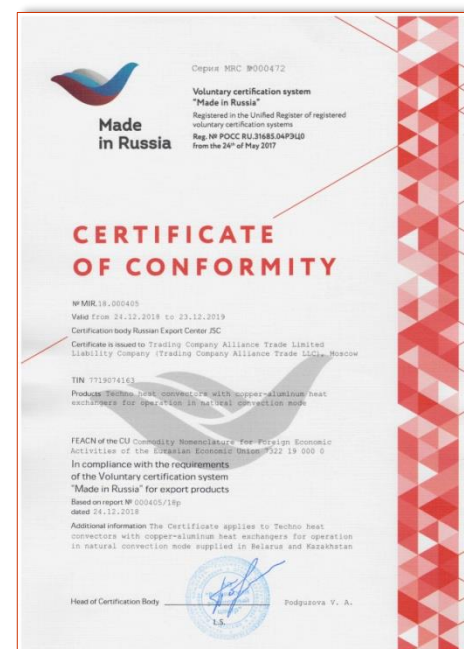 Серия MRC №000472
Made
in Russia
Voluntary certification system
"Made in Russia"
Registered in the Unified Register of registered
voluntary certification systems
Reg. № РОСС RU.31685.04РЭЦ0
from the 24th of May 2017
CERTIFICATE
OF CONFORMITY
№ MIR.18.000405
Valid from 24.12.2018 to 23.12.2019
Certification body Russian Export Center JSC
Certificate is issued to Trading Company Alliance Trade Limited
Liability Company (Trading Company Alliance Trade LLC), Moscow
TIN 7719074163
Products Techno heat convectors with copper-aluminum heat
exchangers for operation in natural convection mode
FEACN of the CU Commodity Nomenclature for Foreign Economic
Activities of the Eurasian Economic Union 7322 19 000 0
In compliance with the requirements
of the Voluntary certification system
"Made in Russia" for export products
Based on report № 000405/18p
dated 24.12.2018
Additional information The Certificate applies to Techno heat
convectors with copper-aluminum heat exchangers for operation
in natural convection mode supplied in Belarus and Kazakhstan
Head of Certification Body Podguzova V. A.
L.S.